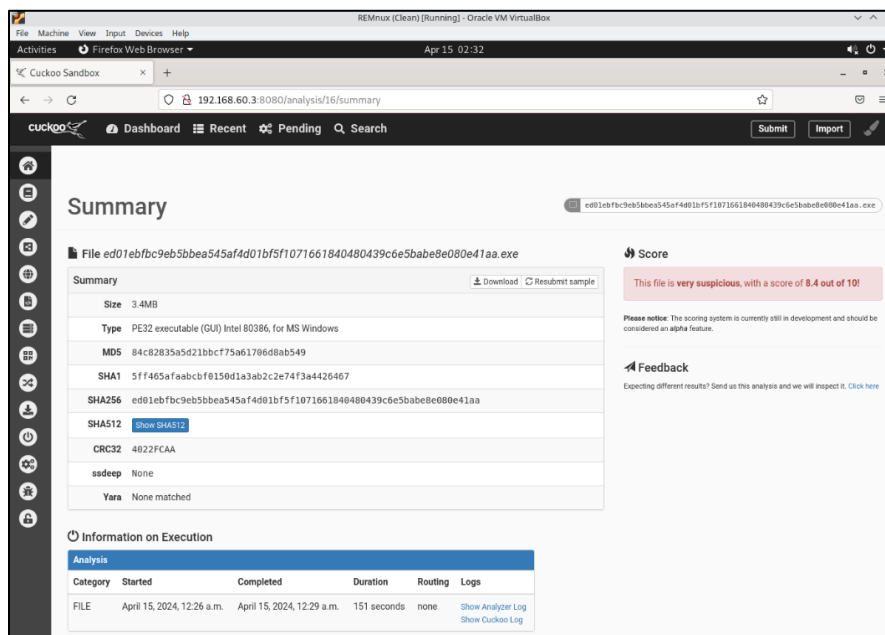 REMnux (Clean) [Running] - Oracle VM VirtualBox
File Machine View Input Devices Help
Activities Firefox Web Browser Apr 15 02:32
Cuckoo Sandbox
192.168.60.3:8080/analysis/16/summary
cuckoo Dashboard Recent Pending Search Submit Import
Summary
ed01ebfbc9eb5bbea545af4d01bf5f1071661840480439c6e5babe8e080e41aa.exe
File ed01ebfbc9eb5bbea545af4d01bf5f1071661840480439c6e5babe8e080e41aa.exe
Summary Download Resubmit sample
Size 3.4MB
Type PE32 executable (GUI) Intel 80386, for MS Windows
MD5 84c82835a5d21bbcf75a61706d8ab549
SHA1 5ff465afaabcbf0150d1a3ab2c2e74f3a4426467
SHA256 ed01ebfbc9eb5bbea545af4d01bf5f1071661840480439c6e5babe8e080e41aa
SHA512 Show SHA512
CRC32 4022FCAA
ssdeep None
Yara None matched
Score
This file is very suspicious, with a score of 8.4 out of 10!
Please notice: The scoring system is currently still in development and should be
considered an alpha feature.
Feedback
Expecting different results? Send us this analysis and we will inspect it. Click here
Information on Execution
Analysis
Category Started Completed Duration Routing Logs
FILE April 15, 2024, 12:26 a.m. April 15, 2024, 12:29 a.m. 151 seconds none Show Analyzer Log
Show Cuckoo Log